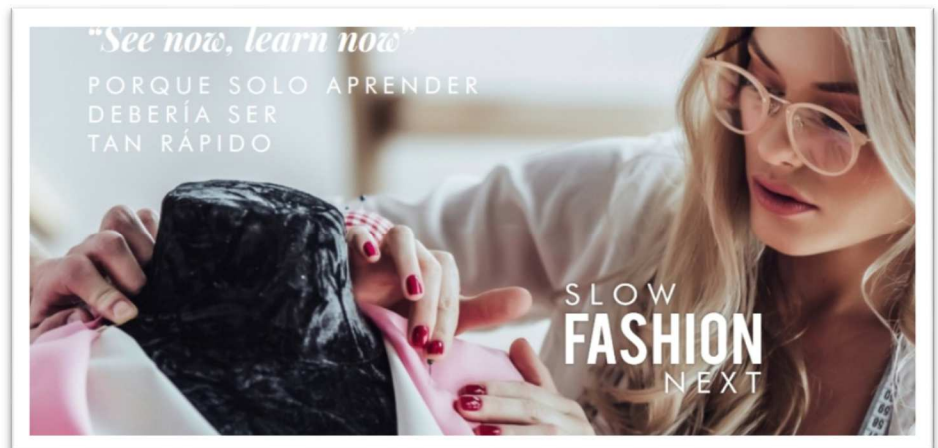 “See now, learn now”
PORQUE SOLO APRENDER
DEBERÍA SER
TAN RÁPIDO
SLOW
FASHION
NEXT